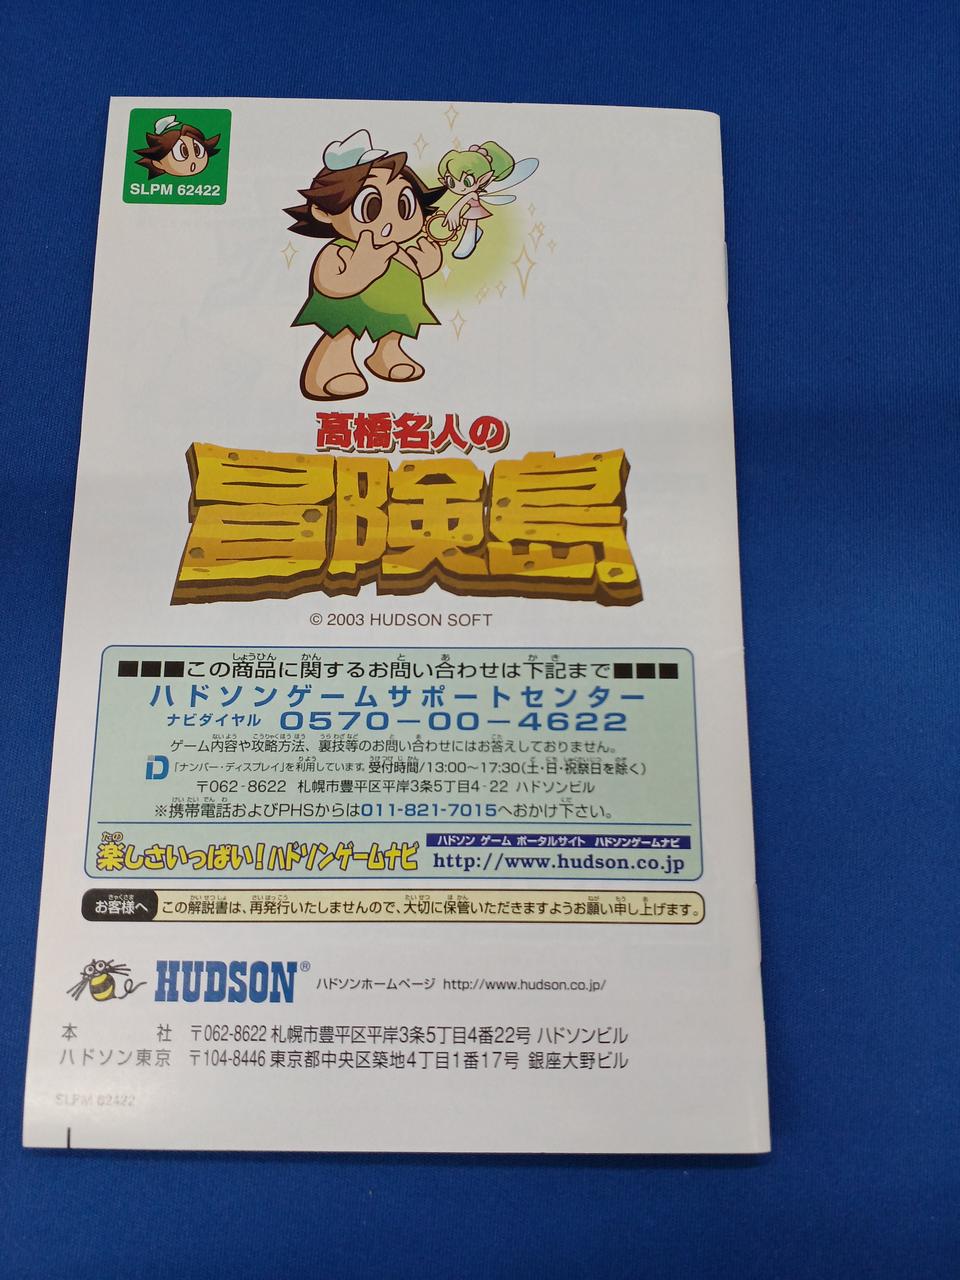 SLPM 62422
高橋名人の
冒険島
© 2003 HUDSON SOFT
■■■この商品に関するお問い合わせは下記まで■■■
ハドソンゲームサポートセンター
ナビダイヤル 0570-00-4622
ゲーム内容や攻略方法、裏技等のお問い合わせにはお答えしておりません。
「ナンバー・ディスプレイ」を利用しています。受付時間/13:00~17:30(土・日・祝祭日を除く)
〒062-8622 札幌市豊平区平岸3条5丁目4-22 ハドソンビル
※携帯電話およびPHSからは011-821-7015へおかけ下さい。
楽しさいっぱい!ハドソンゲームナビ
ハドソン ゲーム ポータルサイト ハドソンゲームナビ
http://www.hudson.co.jp
お客様へ この解説書は、再発行いたしませんので、大切に保管いただきますようお願い申し上げます。
HUDSON® ハドソンホームページ http://www.hudson.co.jp/
本 社 〒062-8622 札幌市豊平区平岸3条5丁目4番22号 ハドソンビル
ハドソン東京 〒104-8446 東京都中央区築地4丁目1番17号 銀座大野ビル
SLPM 62422